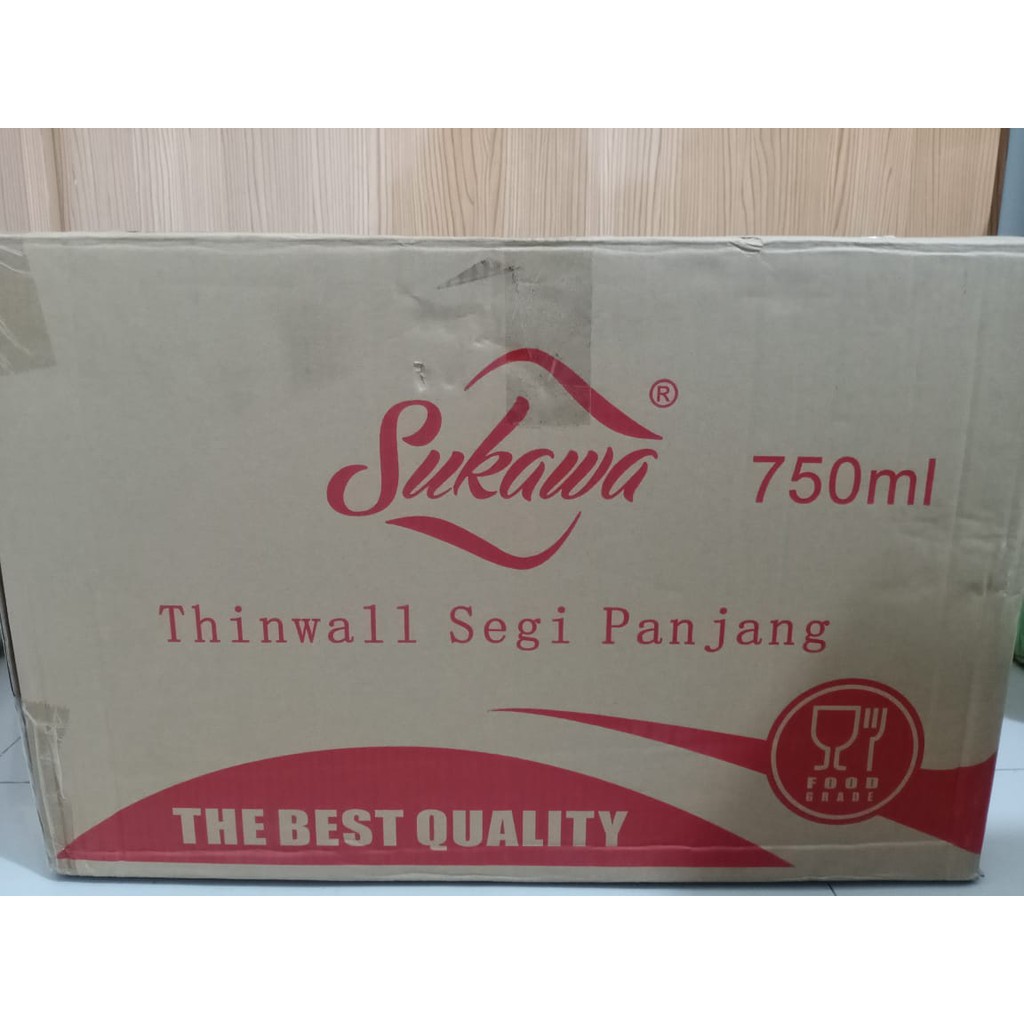 Sukawa ®
750ml
Thinwall Segi Panjang
FOOD
GRADE
THE BEST QUALITY